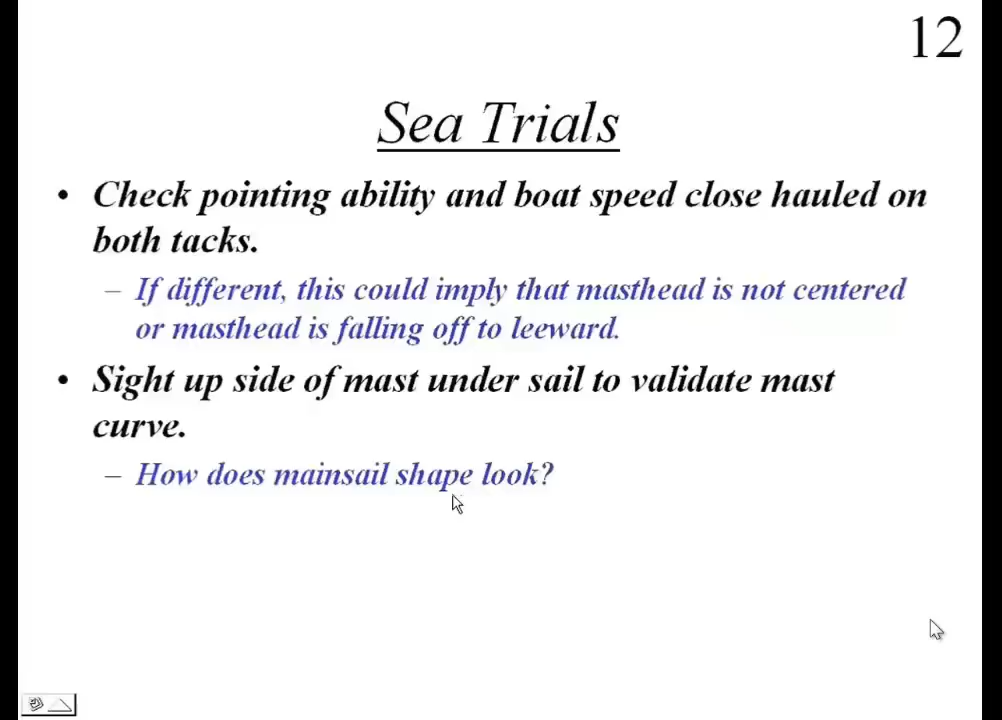 12
Sea Trials
• Check pointing ability and boat speed close hauled on
both tacks.
– If different, this could imply that masthead is not centered
or masthead is falling off to leeward.
• Sight up side of mast under sail to validate mast
curve.
– How does mainsail shape look?